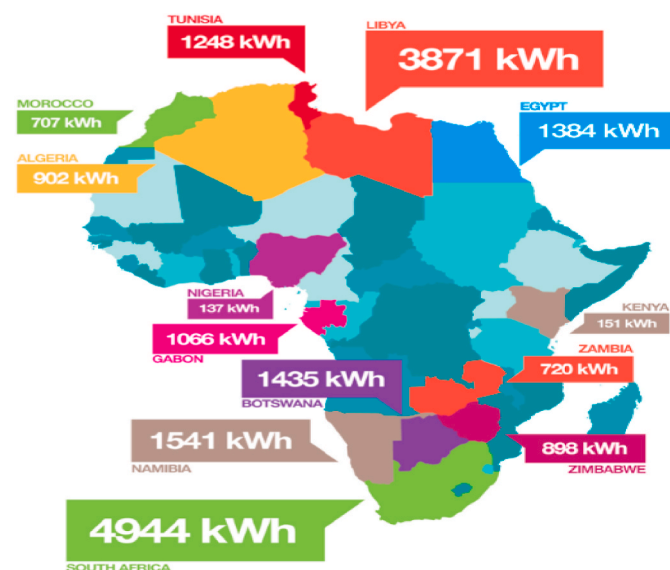 TUNISIA
1248 kWh
LIBYA
3871 kWh
MOROCCO
707 kWh
EGYPT
1384 kWh
ALGERIA
902 kWh
NIGERIA
137 kWh
KENYA
151 kWh
1066 kWh
GABON
ZAMBIA
720 kWh
1435 kWh
BOTSWANA
1541 kWh
NAMIBIA
898 kWh
ZIMBABWE
4944 kWh
SOUTH AFRICA